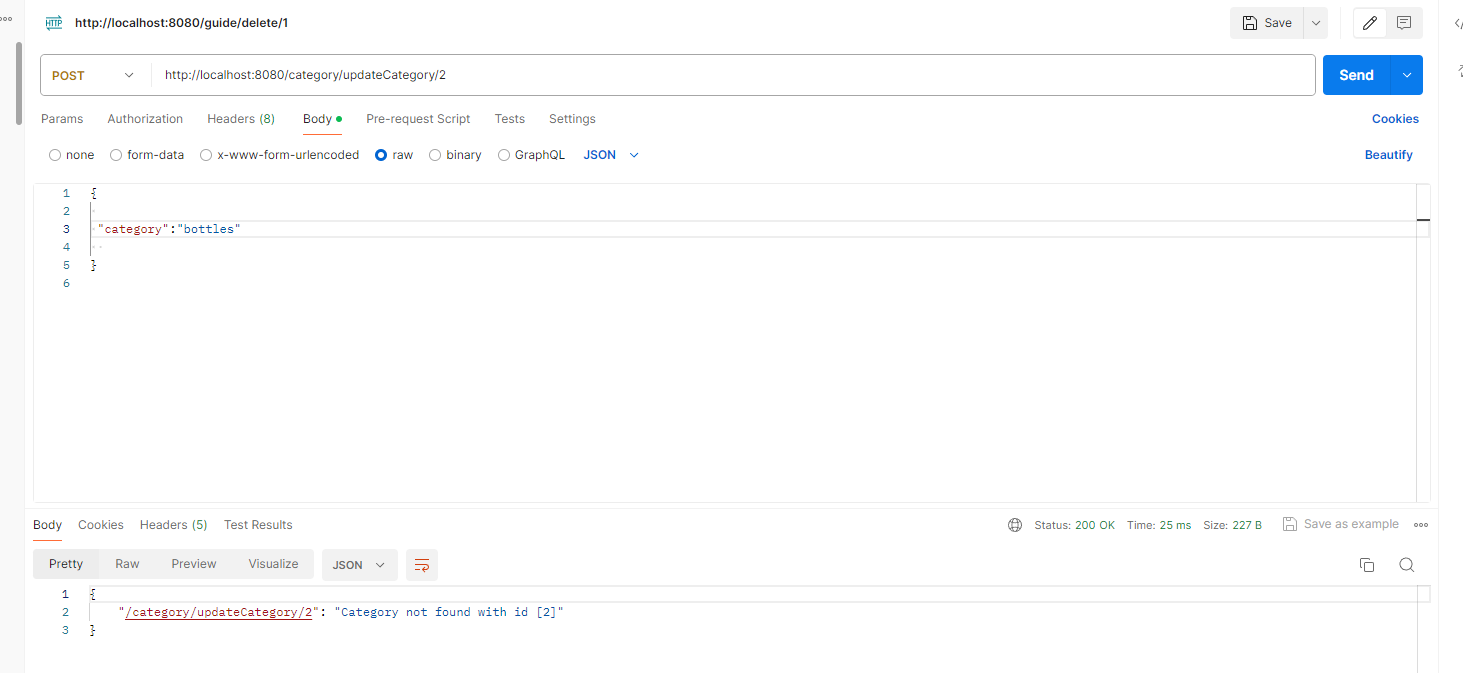 HTTP http://localhost:8080/guide/delete/1 Save
POST http://localhost:8080/category/updateCategory/2 Send
Params Authorization Headers (8) Body Pre-request Script Tests Settings Cookies
none form-data x-www-form-urlencoded raw binary GraphQL JSON Beautify
1 {
2
3 "category":"bottles"
4
5 }
6
Body Cookies Headers (5) Test Results Status: 200 OK Time: 25 ms Size: 227 B Save as example
Pretty Raw Preview Visualize JSON
1 {
2 "/category/updateCategory/2": "Category not found with id [2]"
3 }